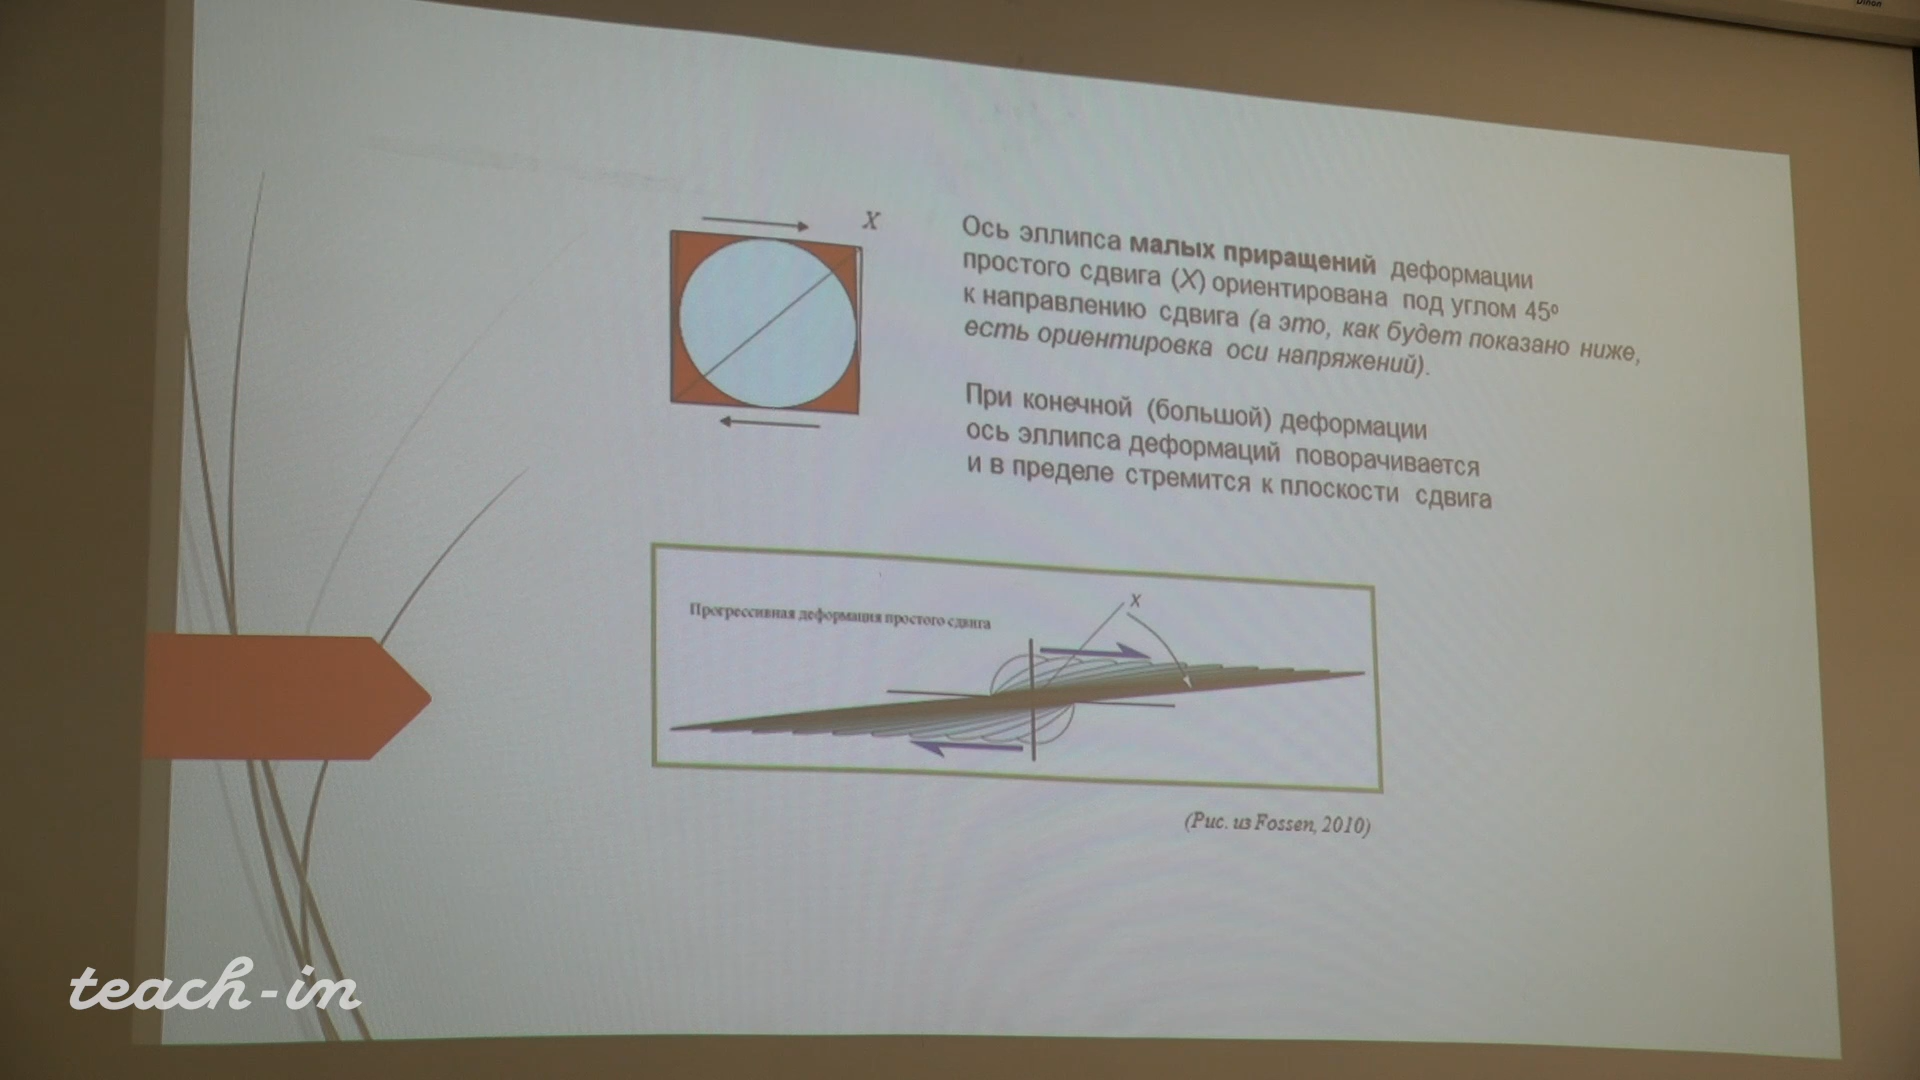 Dihon
X
Ось эллипса малых приращений деформации
простого сдвига (X) ориентирована под углом 45º
к направлению сдвига (а это, как будет показано ниже,
есть ориентировка оси напряжений).
При конечной (большой) деформации
ось эллипса деформаций поворачивается
и в пределе стремится к плоскости сдвига
Прогрессивная деформация простого сдвига
X
(Рис. из Fossen, 2010)
teach-in